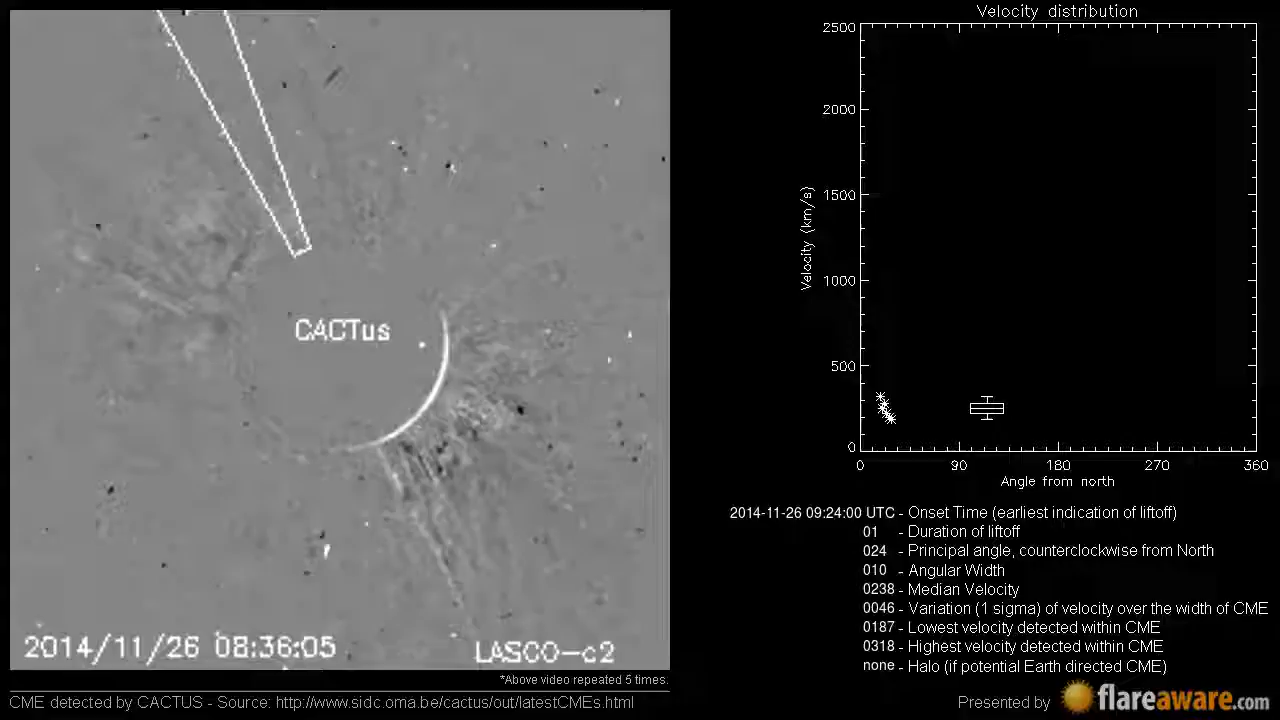 Velocity distribution
2500
2000
1500
1000
500
0
Velocity (km/s)
0 90 180 270 360
Angle from north
CACTus
2014/11/26 08:36:05 LASCO-c2
*Above video repeated 5 times.
2014-11-26 09:24:00 UTC - Onset Time (earliest indication of liftoff)
01 - Duration of liftoff
024 - Principal angle, counterclockwise from North
010 - Angular Width
0238 - Median Velocity
0046 - Variation (1 sigma) of velocity over the width of CME
0187 - Lowest velocity detected within CME
0318 - Highest velocity detected within CME
none - Halo (if potential Earth directed CME)
CME detected by CACTUS - Source: http://www.sidc.oma.be/cactus/out/latestCMEs.html
Presented by flareaware.com